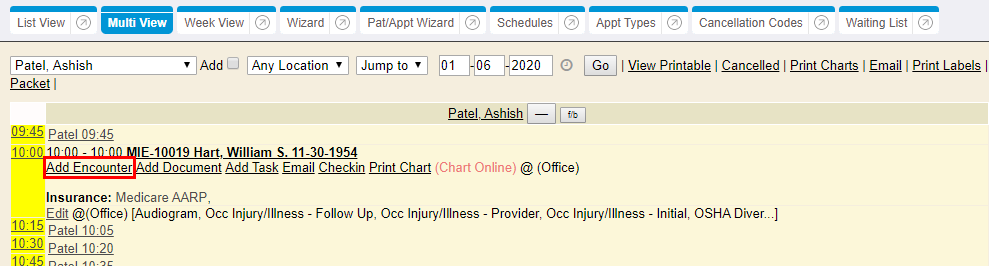 List View Multi View Week View Wizard Pat/Appt Wizard Schedules Appt Types Cancellation Codes Waiting List
Patel, Ashish Add Any Location Jump to 01 -06 -2020 Go | View Printable | Cancelled | Print Charts | Email | Print Labels |
Packet |
Patel, Ashish — f/b
09:45 Patel 09:45
10:00 10:00 - 10:00 MIE-10019 Hart, William S. 11-30-1954
Add Encounter Add Document Add Task Email Checkin Print Chart (Chart Online) @ (Office)
Insurance: Medicare AARP,
Edit @(Office) [Audiogram, Occ Injury/Illness - Follow Up, Occ Injury/Illness - Provider, Occ Injury/Illness - Initial, OSHA Diver...]
10:15 Patel 10:05
10:30 Patel 10:20
10:45 Patel 10:35